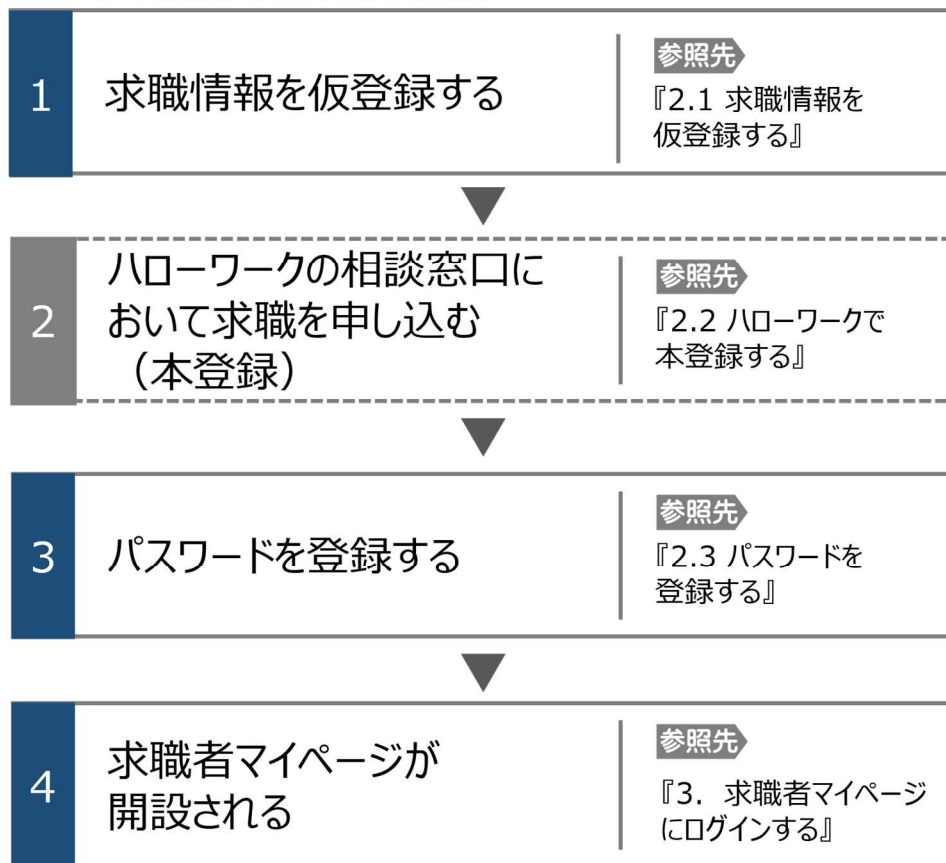 1
求職情報を仮登録する
参照先
『2.1 求職情報を
仮登録する』
2
ハローワークの相談窓口に
おいて求職を申し込む
（本登録）
参照先
『2.2 ハローワークで
本登録する』
3
パスワードを登録する
参照先
『2.3 パスワードを
登録する』
4
求職者マイページが
開設される
参照先
『3. 求職者マイページ
にログインする』